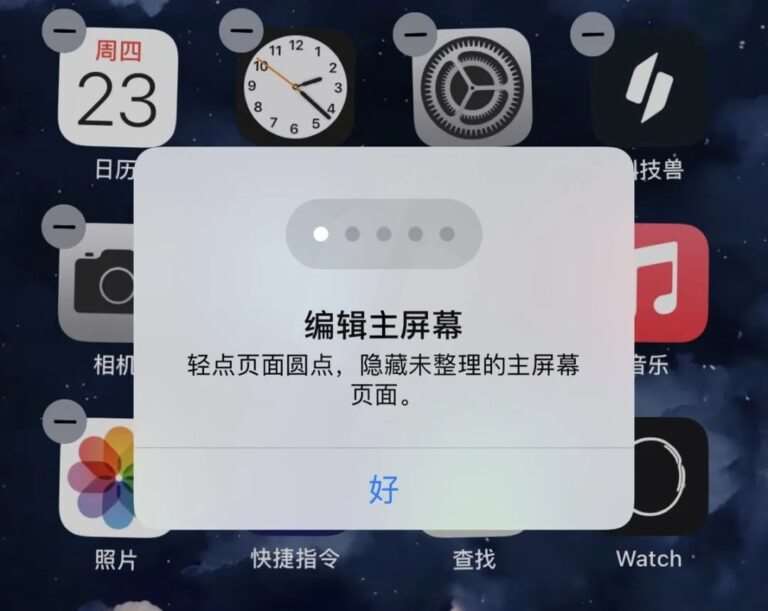 周四
23
11 12 1
10 2
9 3
8 4
7 6 5
日历
技兽
编辑主屏幕
轻点页面圆点，隐藏未整理的主屏幕
页面。
好
相机
音乐
照片
快捷指令
查找
Watch